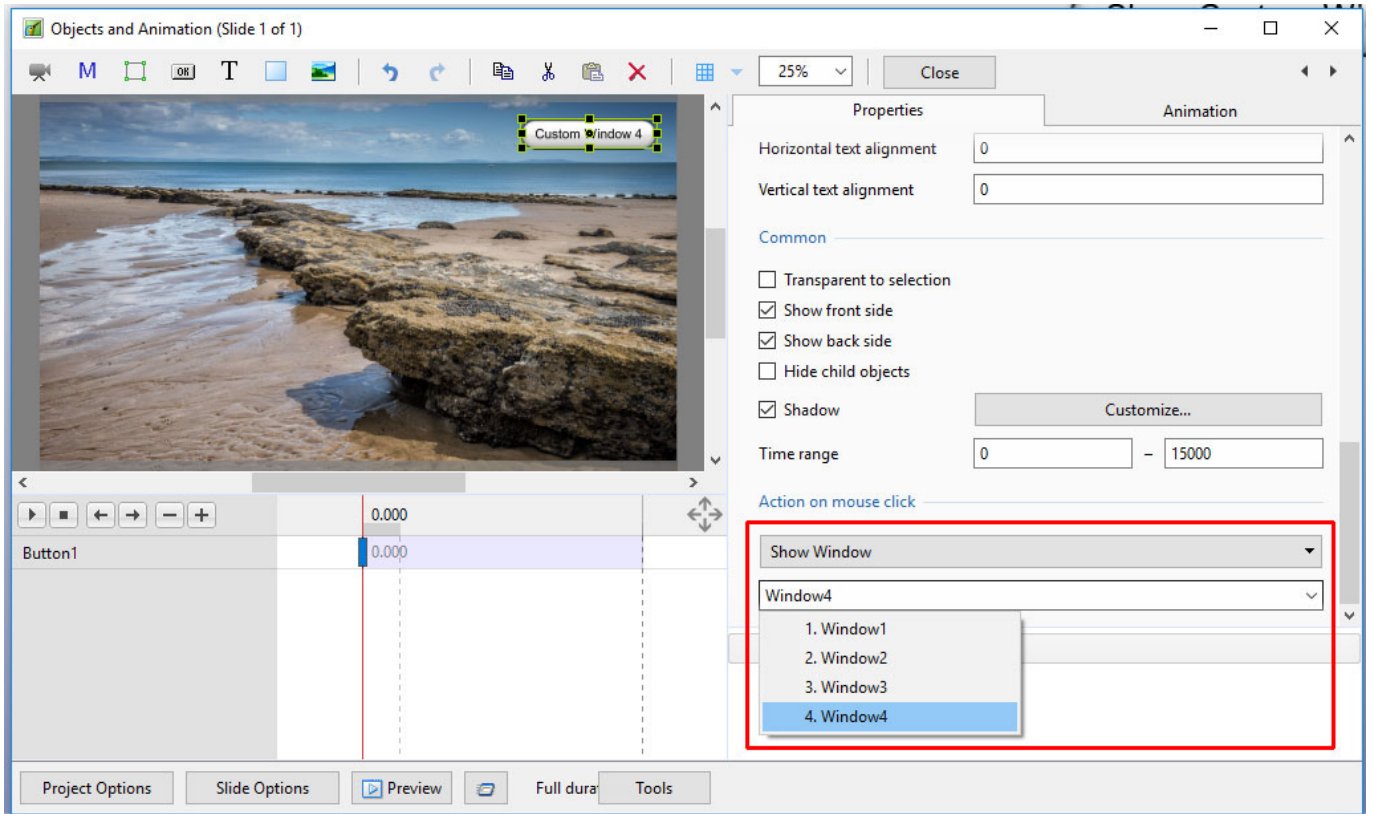 Objects and Animation (Slide 1 of 1)
M OK T 25% Close
Custom Window 4
Properties Animation
Horizontal text alignment 0
Vertical text alignment 0
Common
Transparent to selection
Show front side
Show back side
Hide child objects
Shadow Customize...
Time range 0 – 15000
Action on mouse click
Show Window
Window4
1. Window1
2. Window2
3. Window3
4. Window4
0.000
Button1 0.000
Project Options Slide Options Preview Full dura Tools